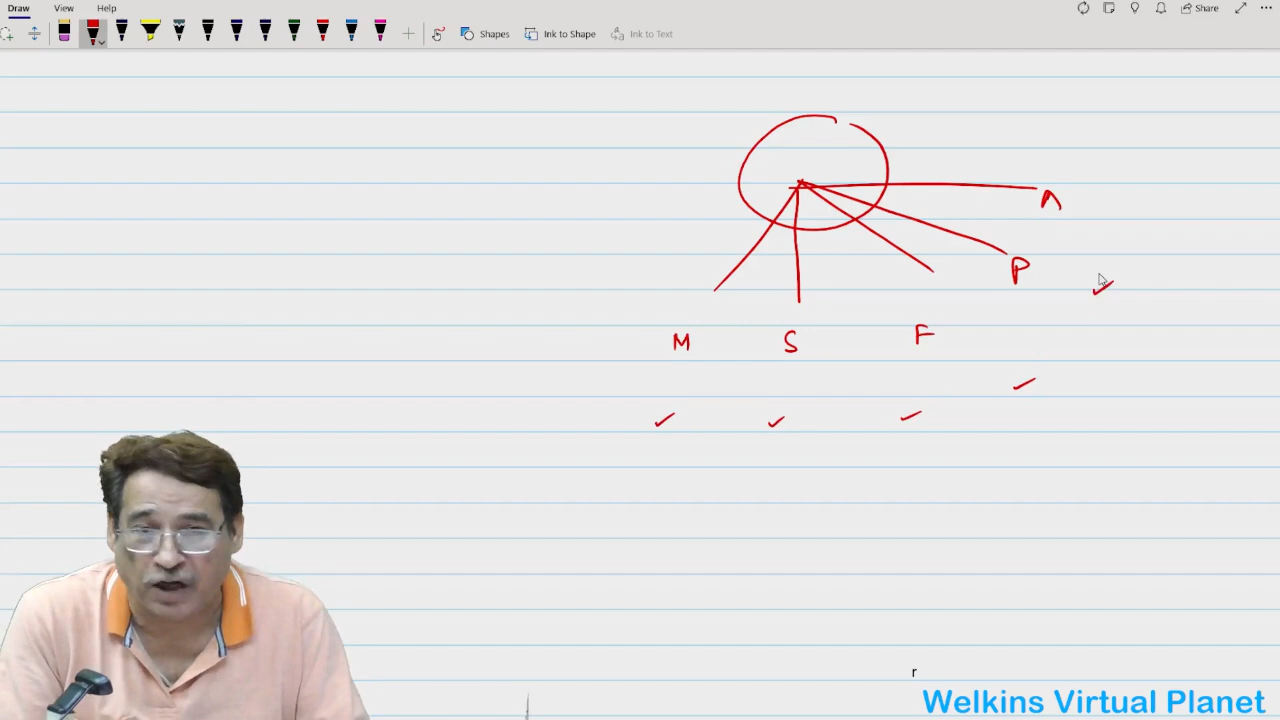 Draw View Help
Share
Shapes Ink to Shape Ink to Text
A
P
M S F
r
Welkins Virtual Planet